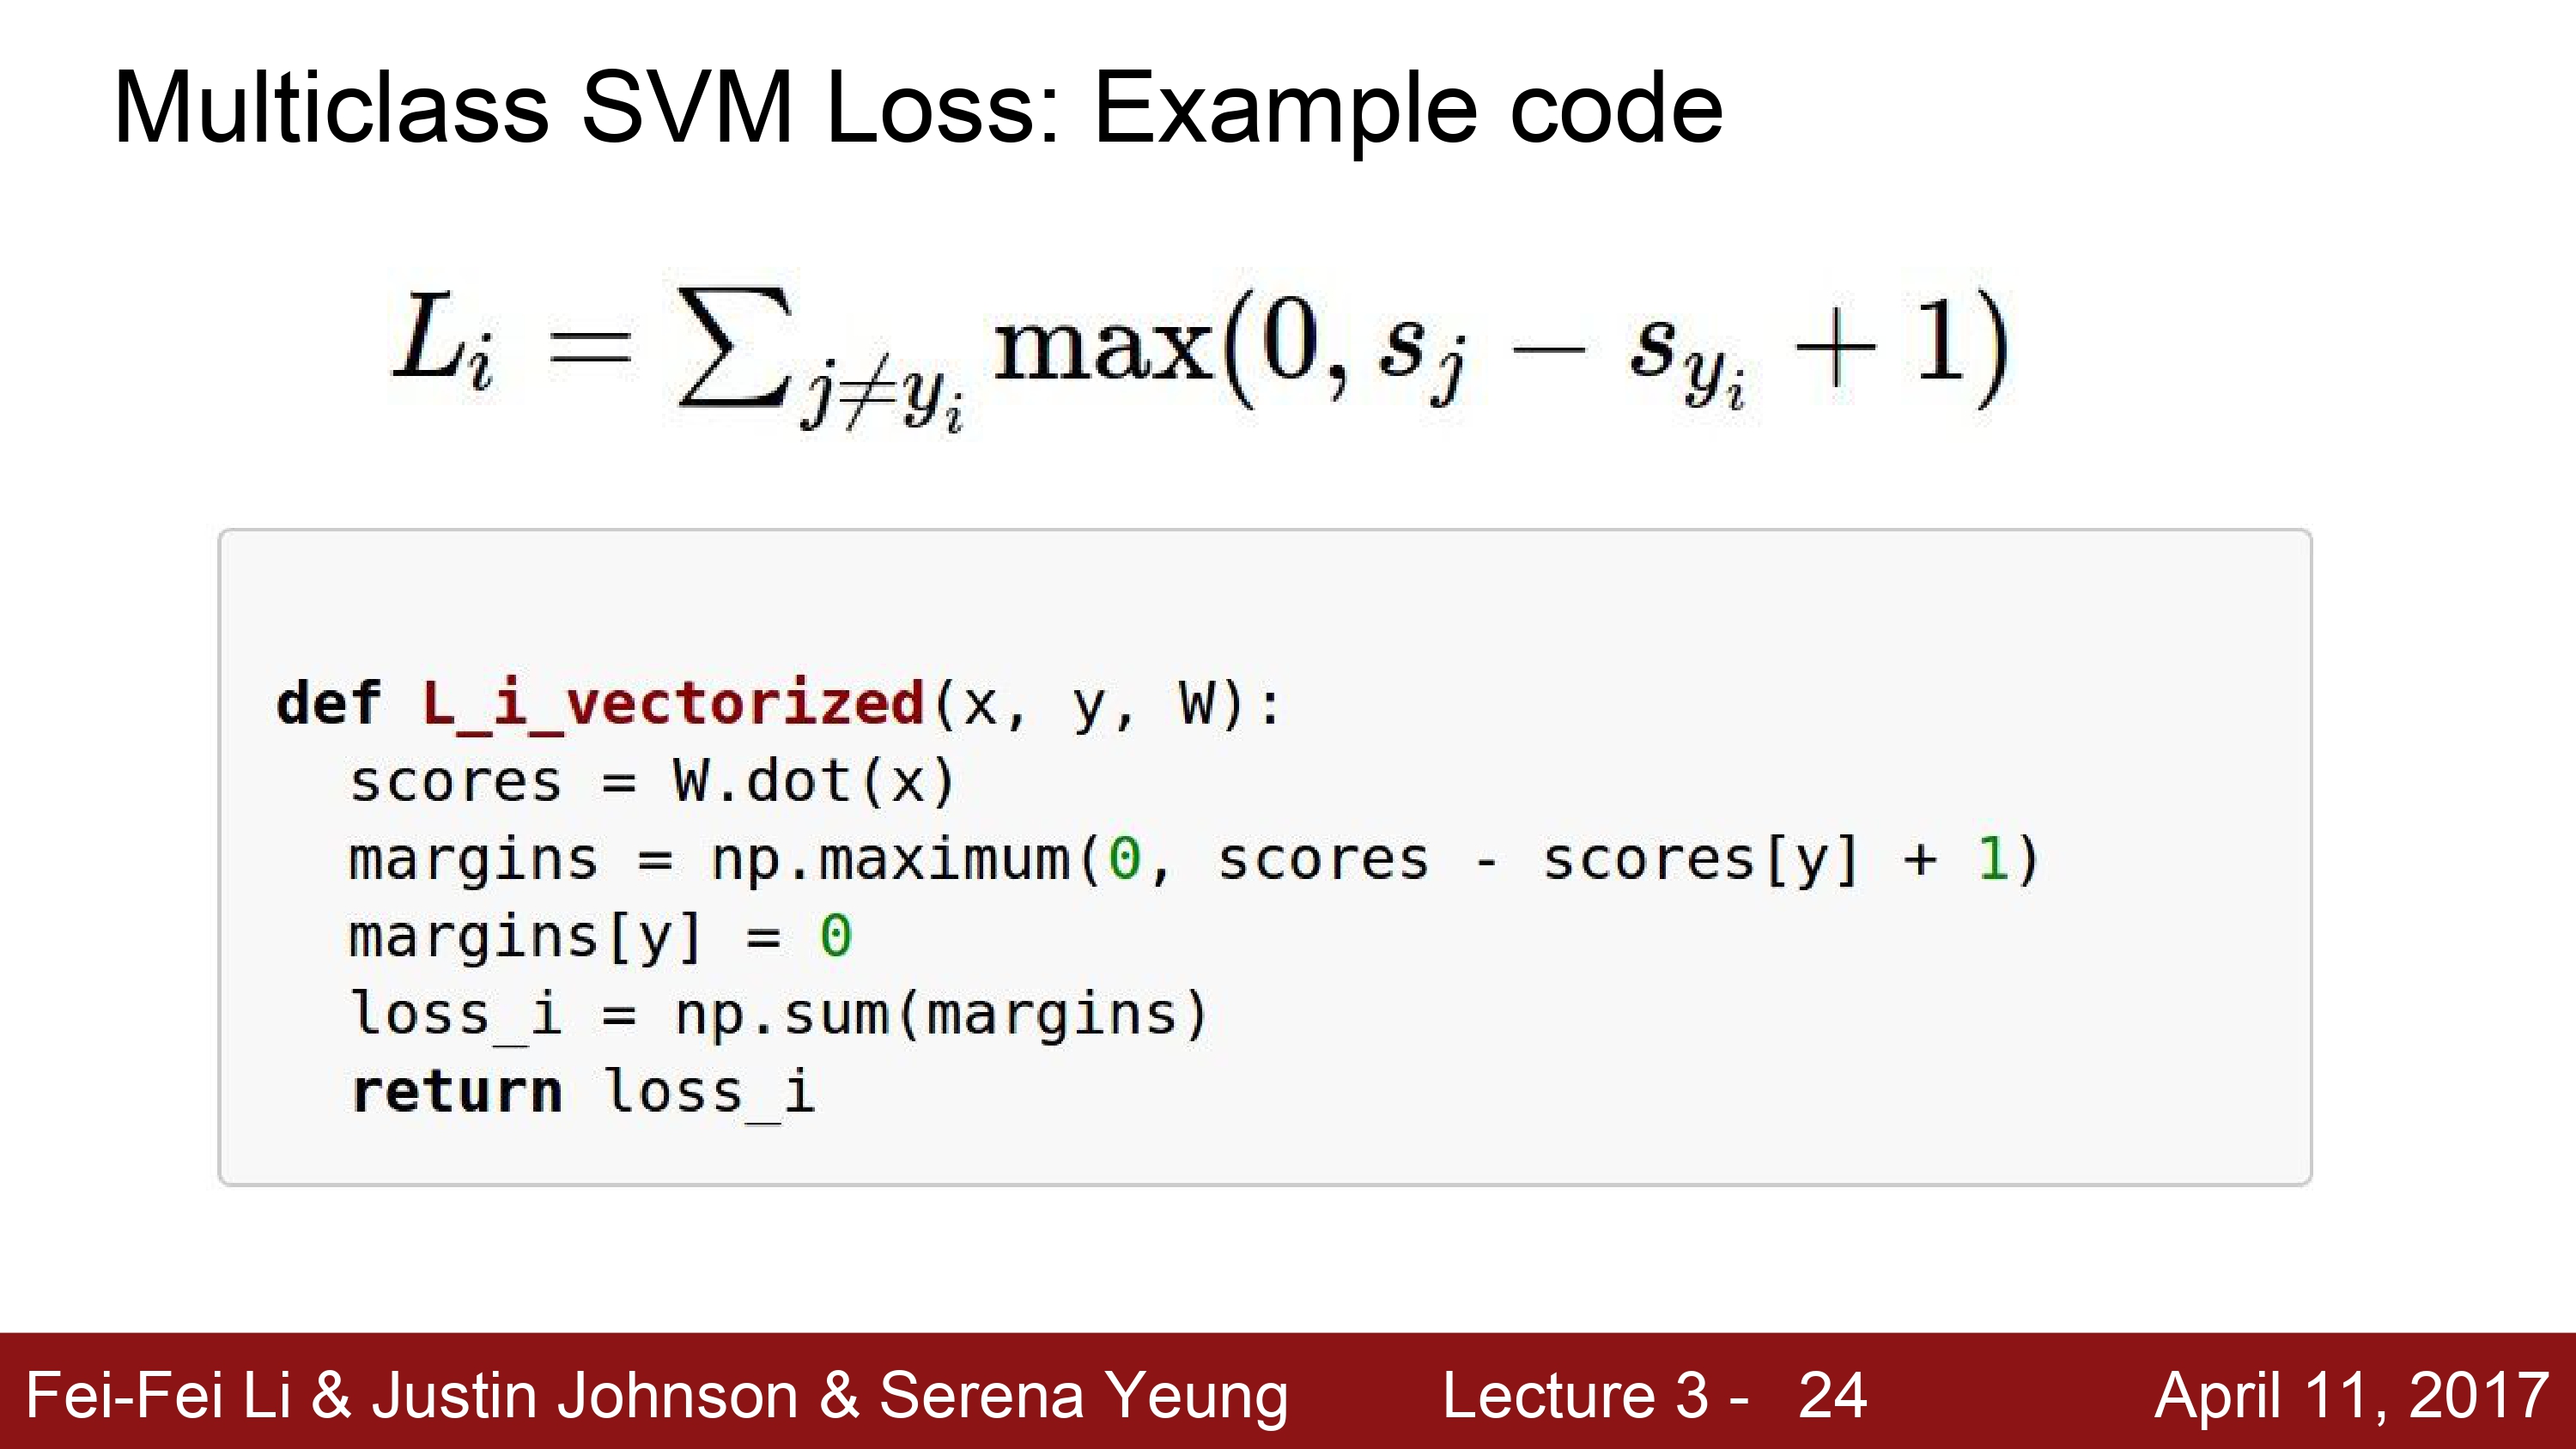 Multiclass SVM Loss: Example code
L_i = \sum_{j \neq y_i} \max(0, s_j - s_{y_i} + 1)
def L_i_vectorized(x, y, W):
  scores = W.dot(x)
  margins = np.maximum(0, scores - scores[y] + 1)
  margins[y] = 0
  loss_i = np.sum(margins)
  return loss_i
Fei-Fei Li & Justin Johnson & Serena Yeung Lecture 3 - 24 April 11, 2017